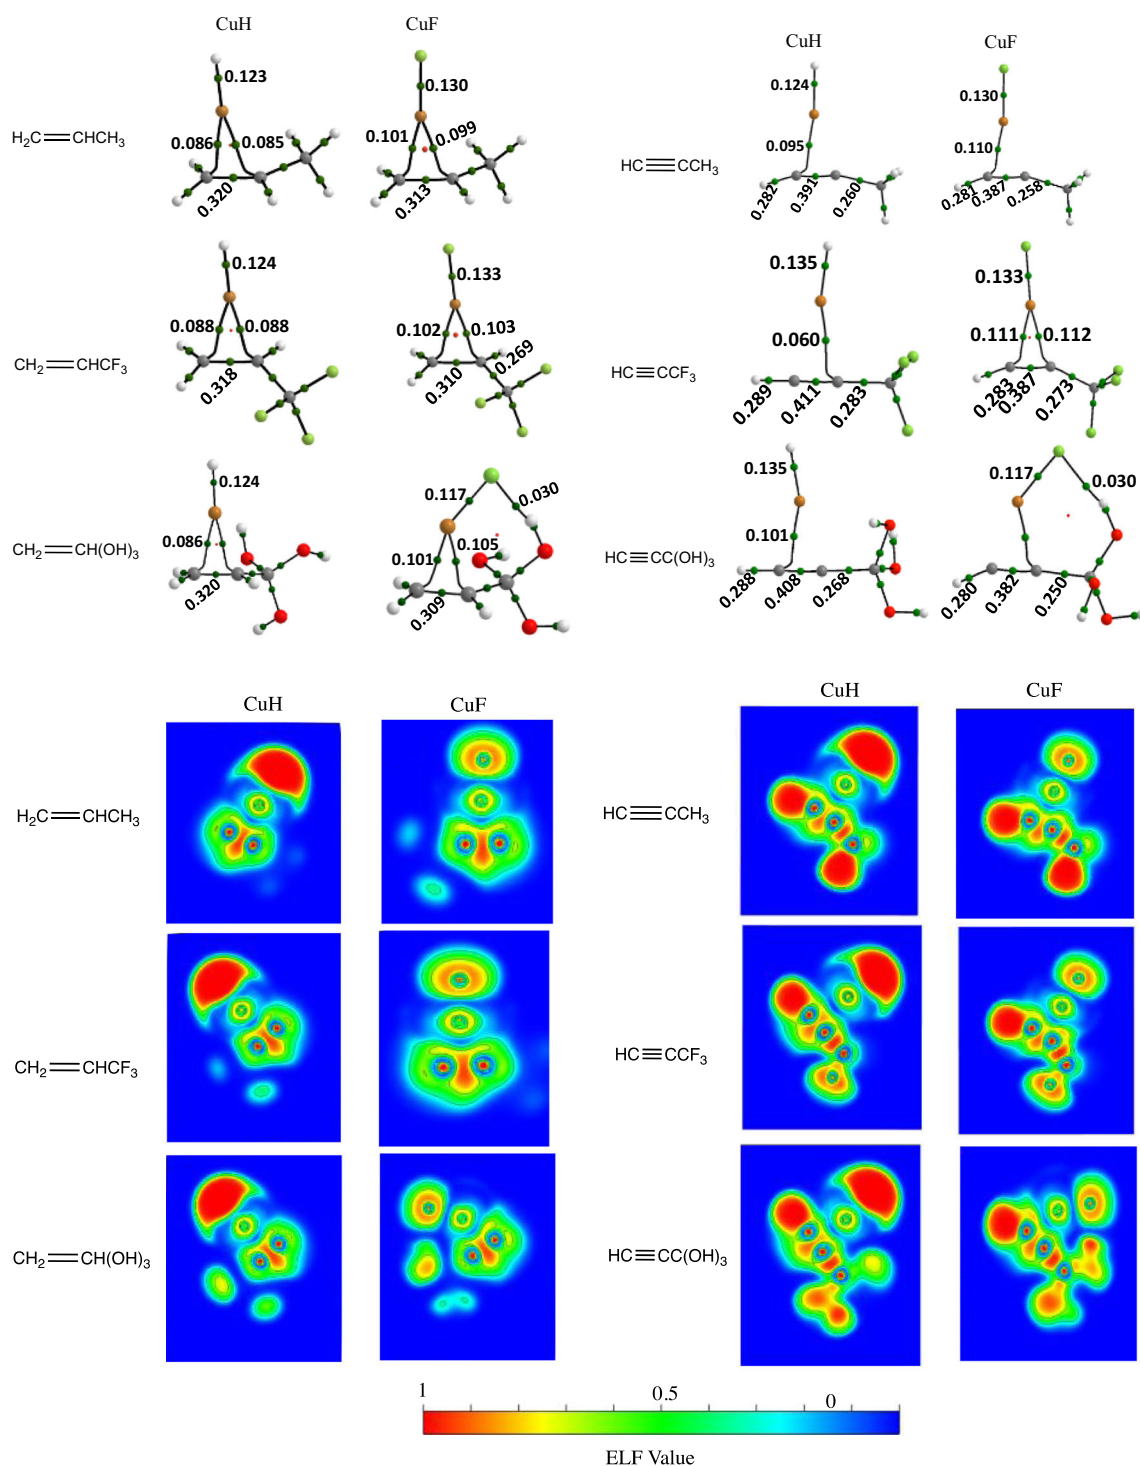 CuH CuF
CuH CuF
H2C CHCH3
0.123
0.086 0.085
0.320
0.130
0.101 0.099
0.313
HC CCH3
0.124
0.095
0.282 0.391 0.260
0.130
0.110
0.281 0.387 0.258
CH2 CHCF3
0.124
0.088 0.088
0.318
0.133
0.102 0.103
0.310 0.269
HC CCF3
0.135
0.060
0.289 0.411 0.283
0.133
0.111 0.112
0.283 0.387 0.273
CH2 CH(OH)3
0.124
0.086
0.320
0.117 0.030
0.101 0.105
0.309
HC CC(OH)3
0.135
0.101
0.288 0.408 0.268
0.117 0.030
0.280 0.382 0.250
CuH CuF
CuH CuF
H2C CHCH3
HC CCH3
CH2 CHCF3
HC CCF3
CH2 CH(OH)3
HC CC(OH)3
1 0.5 0
ELF Value